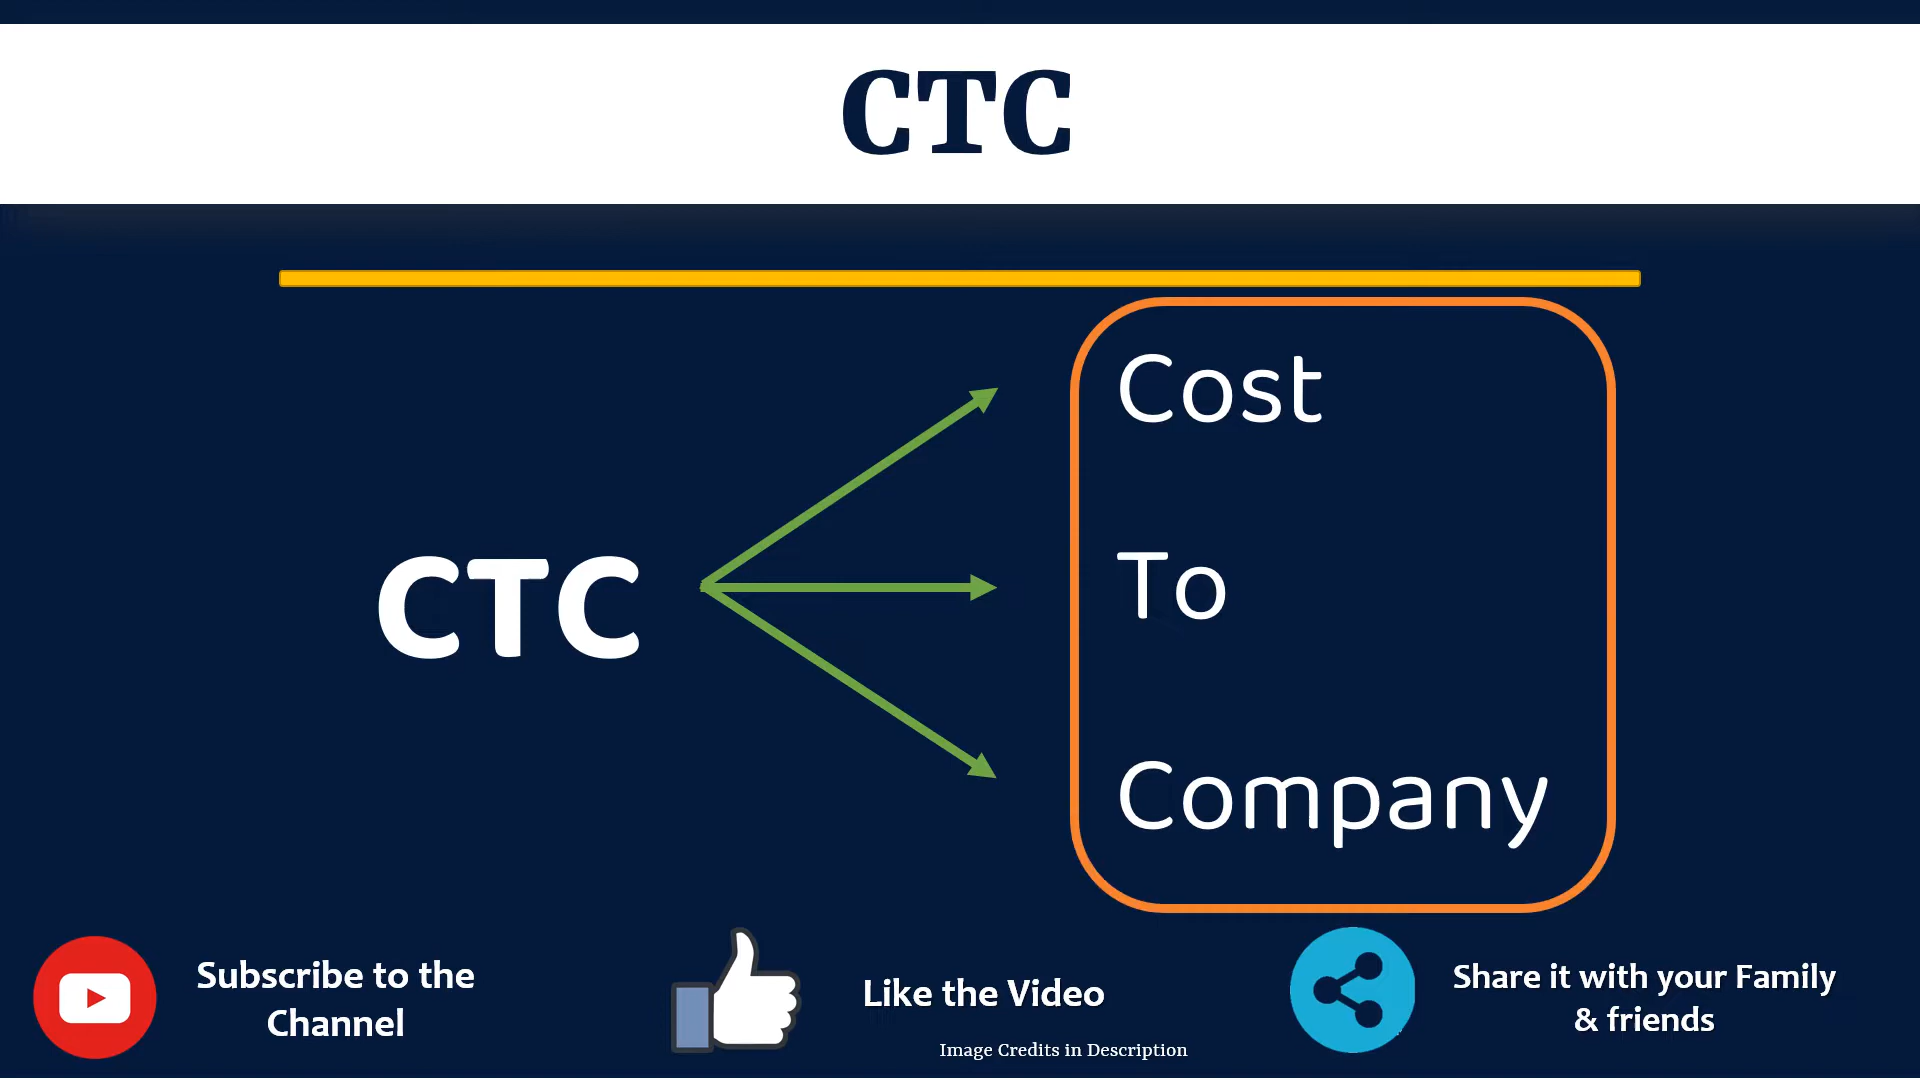 CTC
CTC
Cost
To
Company
Subscribe to the
Channel
Like the Video
Share it with your Family
& friends
Image Credits in Description